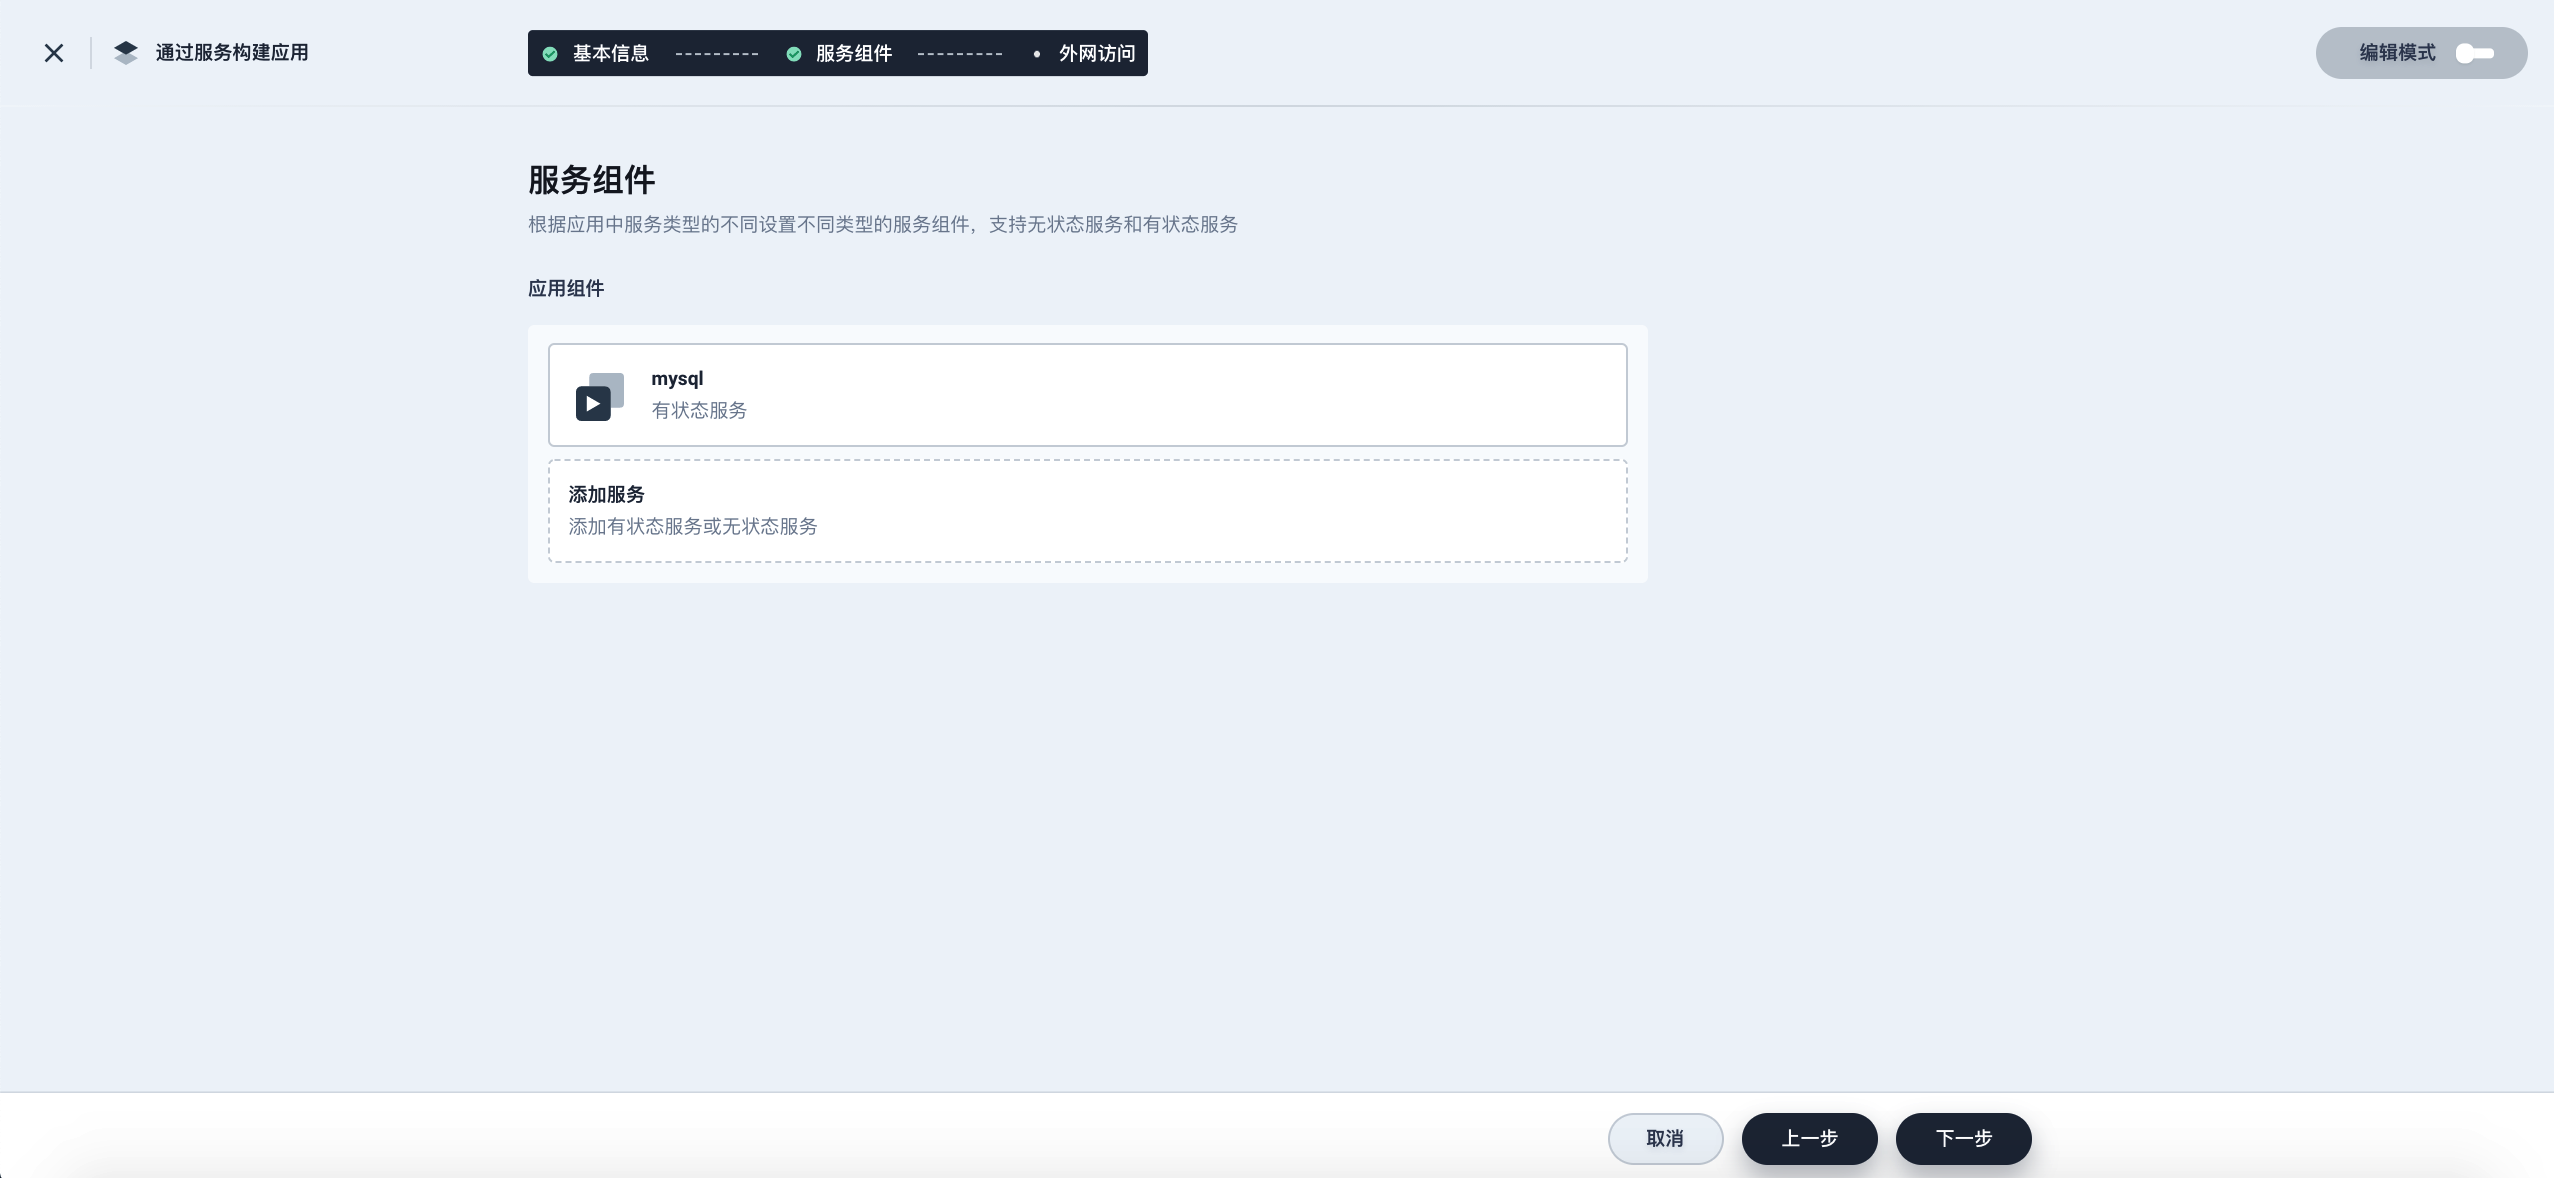 通过服务构建应用
基本信息
服务组件
外网访问
编辑模式
服务组件
根据应用中服务类型的不同设置不同类型的服务组件，支持无状态服务和有状态服务
应用组件
mysql
有状态服务
添加服务
添加有状态服务或无状态服务
取消
上一步
下一步